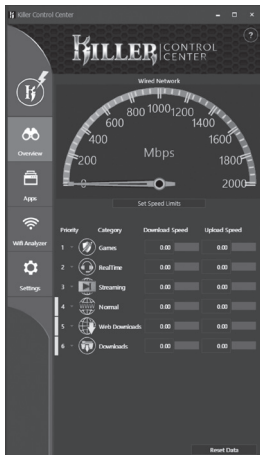 Killer Control Center
KILLER CONTROL CENTER
?
Wired Network
0 200 400 600 800 1000 1200 1400 1600 1800 2000
Mbps
Set Speed Limits
Overview
Apps
Wifi Analyzer
Settings
Priority Category Download Speed Upload Speed
1 Games 0.00 0.00
2 RealTime 0.00 0.00
3 Streaming 0.00 0.00
4 Normal 0.00 0.00
5 Web Downloads 0.00 0.00
6 Downloads 0.00 0.00
Reset Data